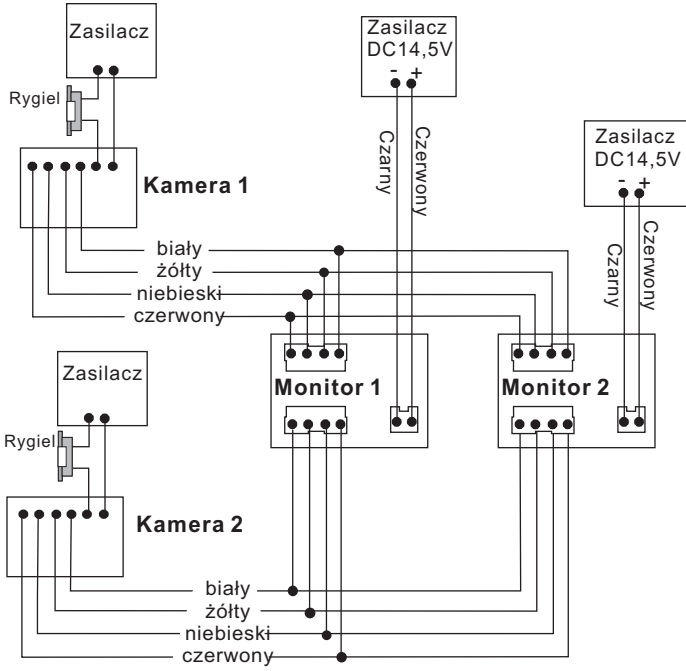 Zasilacz
Rygiel
Kamera 1
Zasilacz
DC14,5V
- +
Czarny
Czerwony
Zasilacz
DC14,5V
- +
Czarny
Czerwony
biały
żółty
niebieski
czerwony
Monitor 1
Monitor 2
Zasilacz
Rygiel
Kamera 2
biały
żółty
niebieski
czerwony